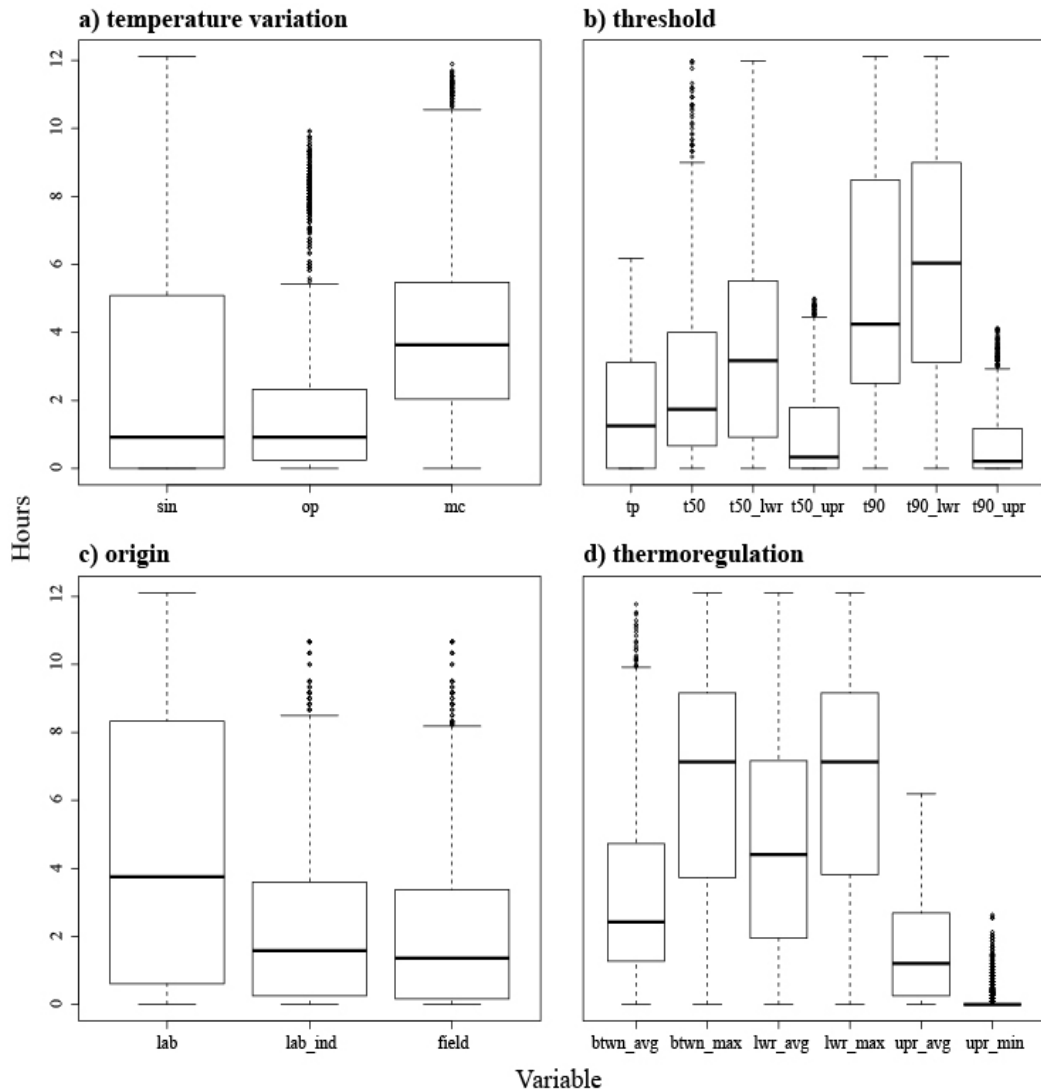 a) temperature variation
b) threshold
12
10
8
6
4
2
0
sin op mc
tp t50 t50_lwr t50_upr t90 t90_lwr t90_upr
Hours
c) origin
d) thermoregulation
12
10
8
6
4
2
0
lab lab_ind field
btwn_avg btwn_max lwr_avg lwr_max upr_avg upr_min
Variable